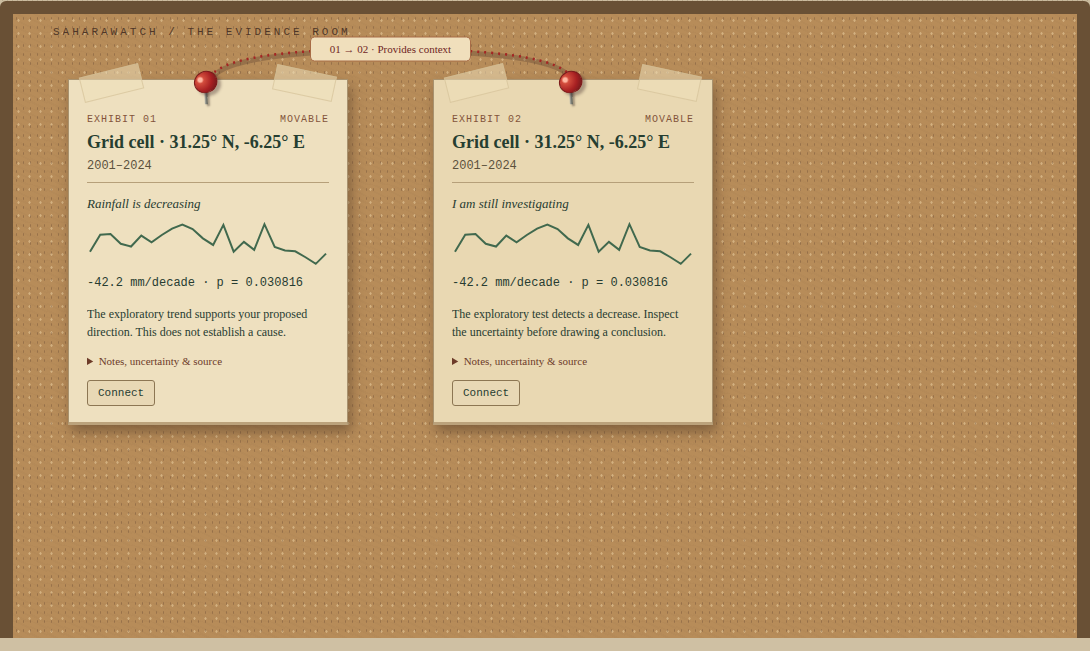 SAHARAWATCH / THE EVIDENCE ROOM
01 → 02 · Provides context
EXHIBIT 01 MOVABLE
Grid cell · 31.25° N, -6.25° E
2001–2024
Rainfall is decreasing
-42.2 mm/decade · p = 0.030816
The exploratory trend supports your proposed
direction. This does not establish a cause.
▶ Notes, uncertainty & source
Connect
EXHIBIT 02 MOVABLE
Grid cell · 31.25° N, -6.25° E
2001–2024
I am still investigating
-42.2 mm/decade · p = 0.030816
The exploratory test detects a decrease. Inspect
the uncertainty before drawing a conclusion.
▶ Notes, uncertainty & source
Connect